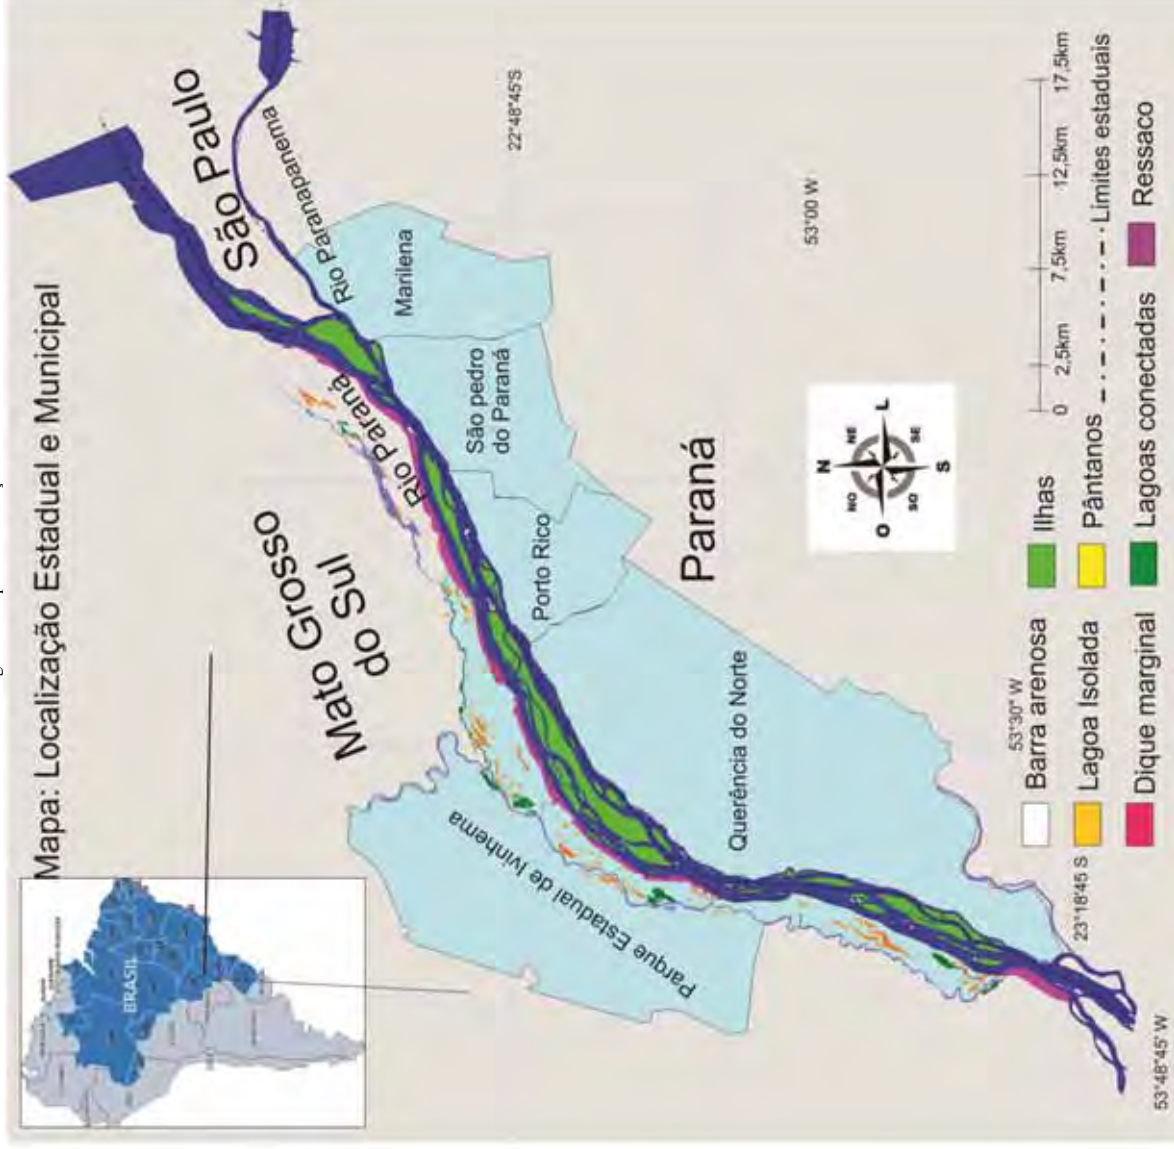 Mapa: Localização Estadual e Municipal
BRASIL
São Paulo
Rio Paranapanema
Rio Paraná
Mato Grosso
do Sul
Marilena
São pedro
do Paraná
Porto Rico
Paraná
Querência do Norte
Parque Estadual de Ivinhema
22°48°45'S
53°00 W
53°30° W
23°18°45 S
53°48°45' W
N
NE
L
SE
S
SO
O
NO
0 2,5km 7,5km 12,5km 17,5km
Barra arenosa
Ilhas
Limites estaduais
Lagoa Isolada
Pântanos
Dique marginal
Lagoas conectadas
Ressaco